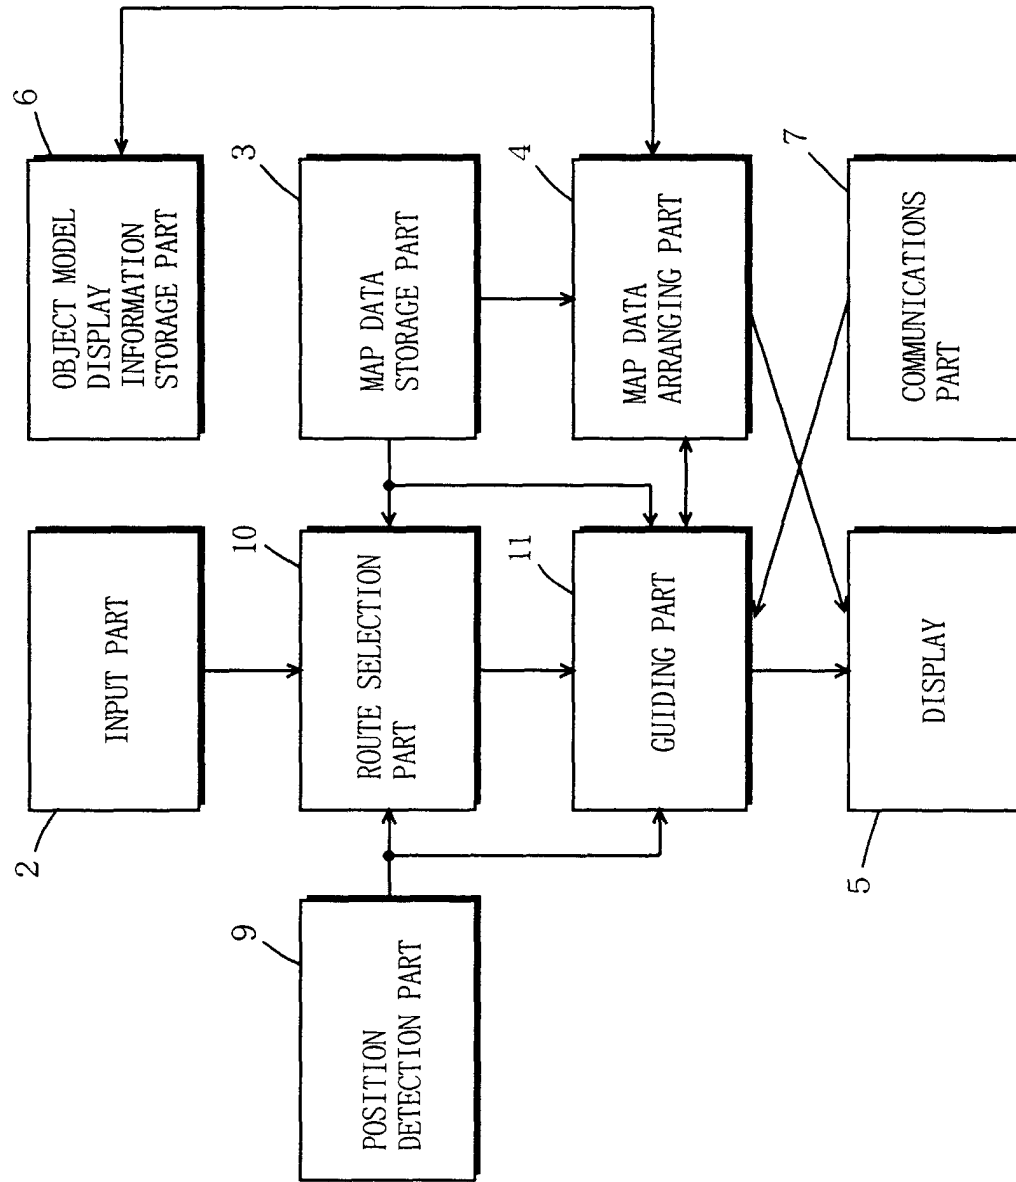 2
INPUT PART
6
OBJECT MODEL
DISPLAY
INFORMATION
STORAGE PART
9
POSITION
DETECTION PART
10
ROUTE SELECTION
PART
3
MAP DATA
STORAGE PART
11
GUIDING PART
4
MAP DATA
ARRANGING PART
5
DISPLAY
7
COMMUNICATIONS
PART